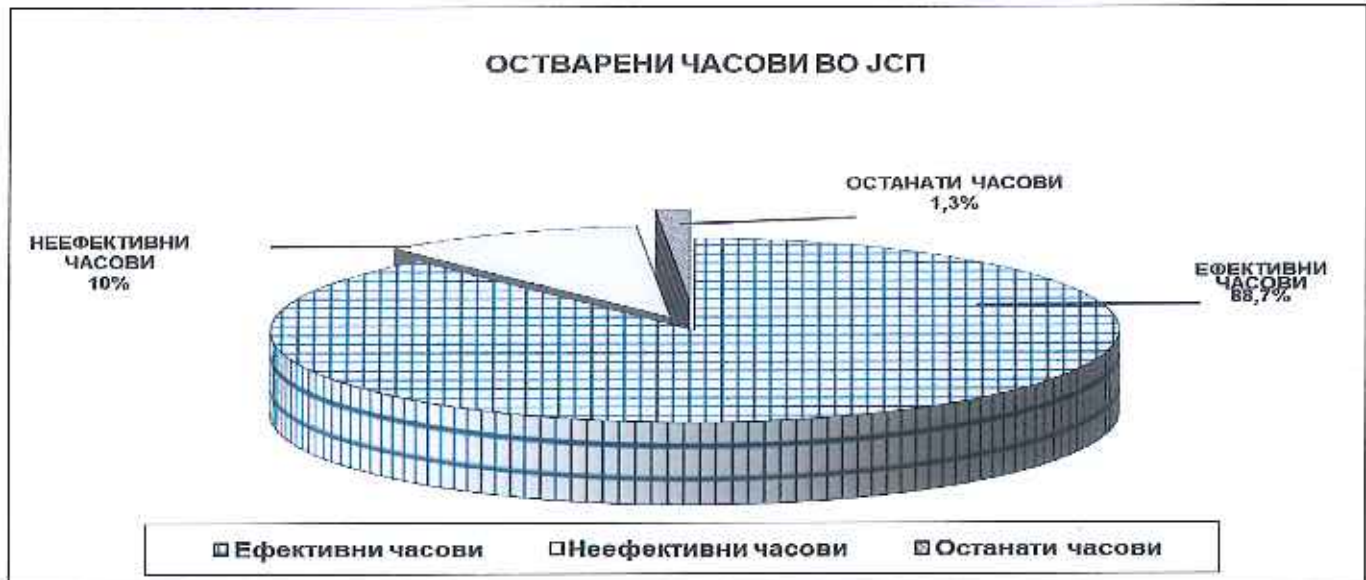 ОСТВАРЕНИ ЧАСОВИ ВО ЈСП
ОСТАНАТИ ЧАСОВИ
1,3%
НЕЕФЕКТИВНИ
ЧАСОВИ
10%
ЕФЕКТИВНИ
ЧАСОВИ
88,7%
Ефективни часови
Неефективни часови
Останати часови